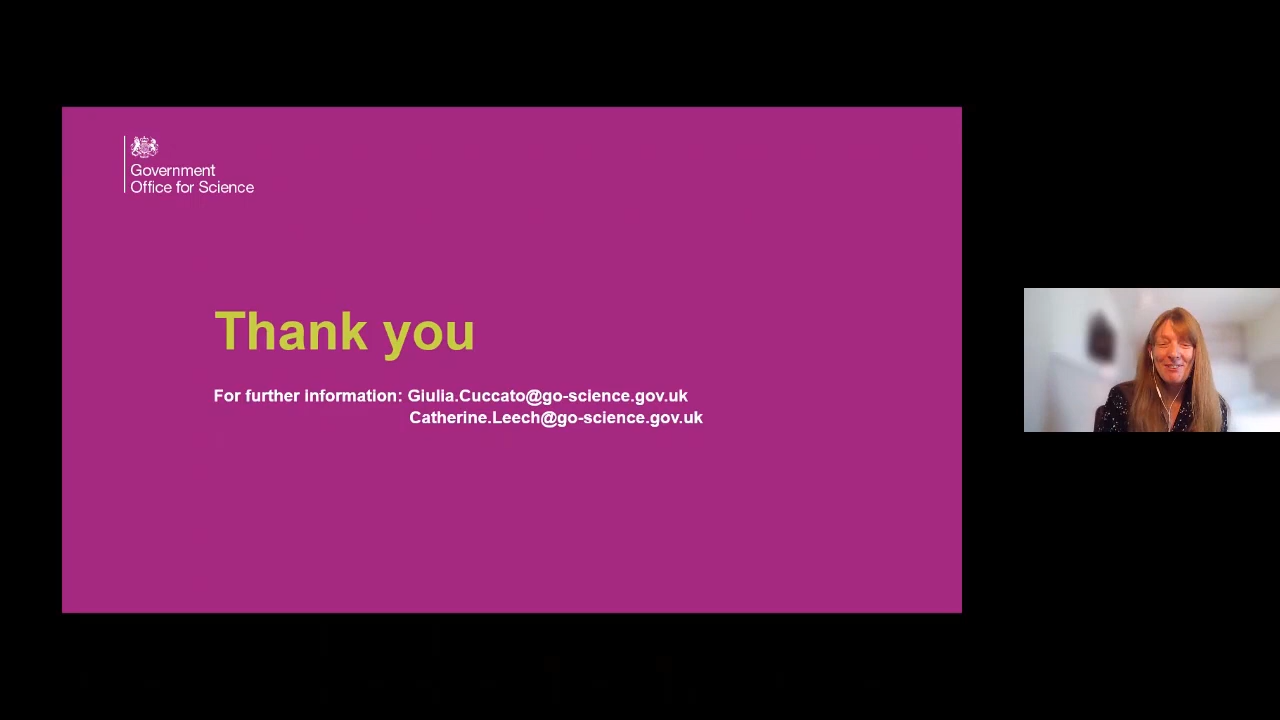 Government
Office for Science
Thank you
For further information: Giulia.Cuccato@go-science.gov.uk
Catherine.Leech@go-science.gov.uk